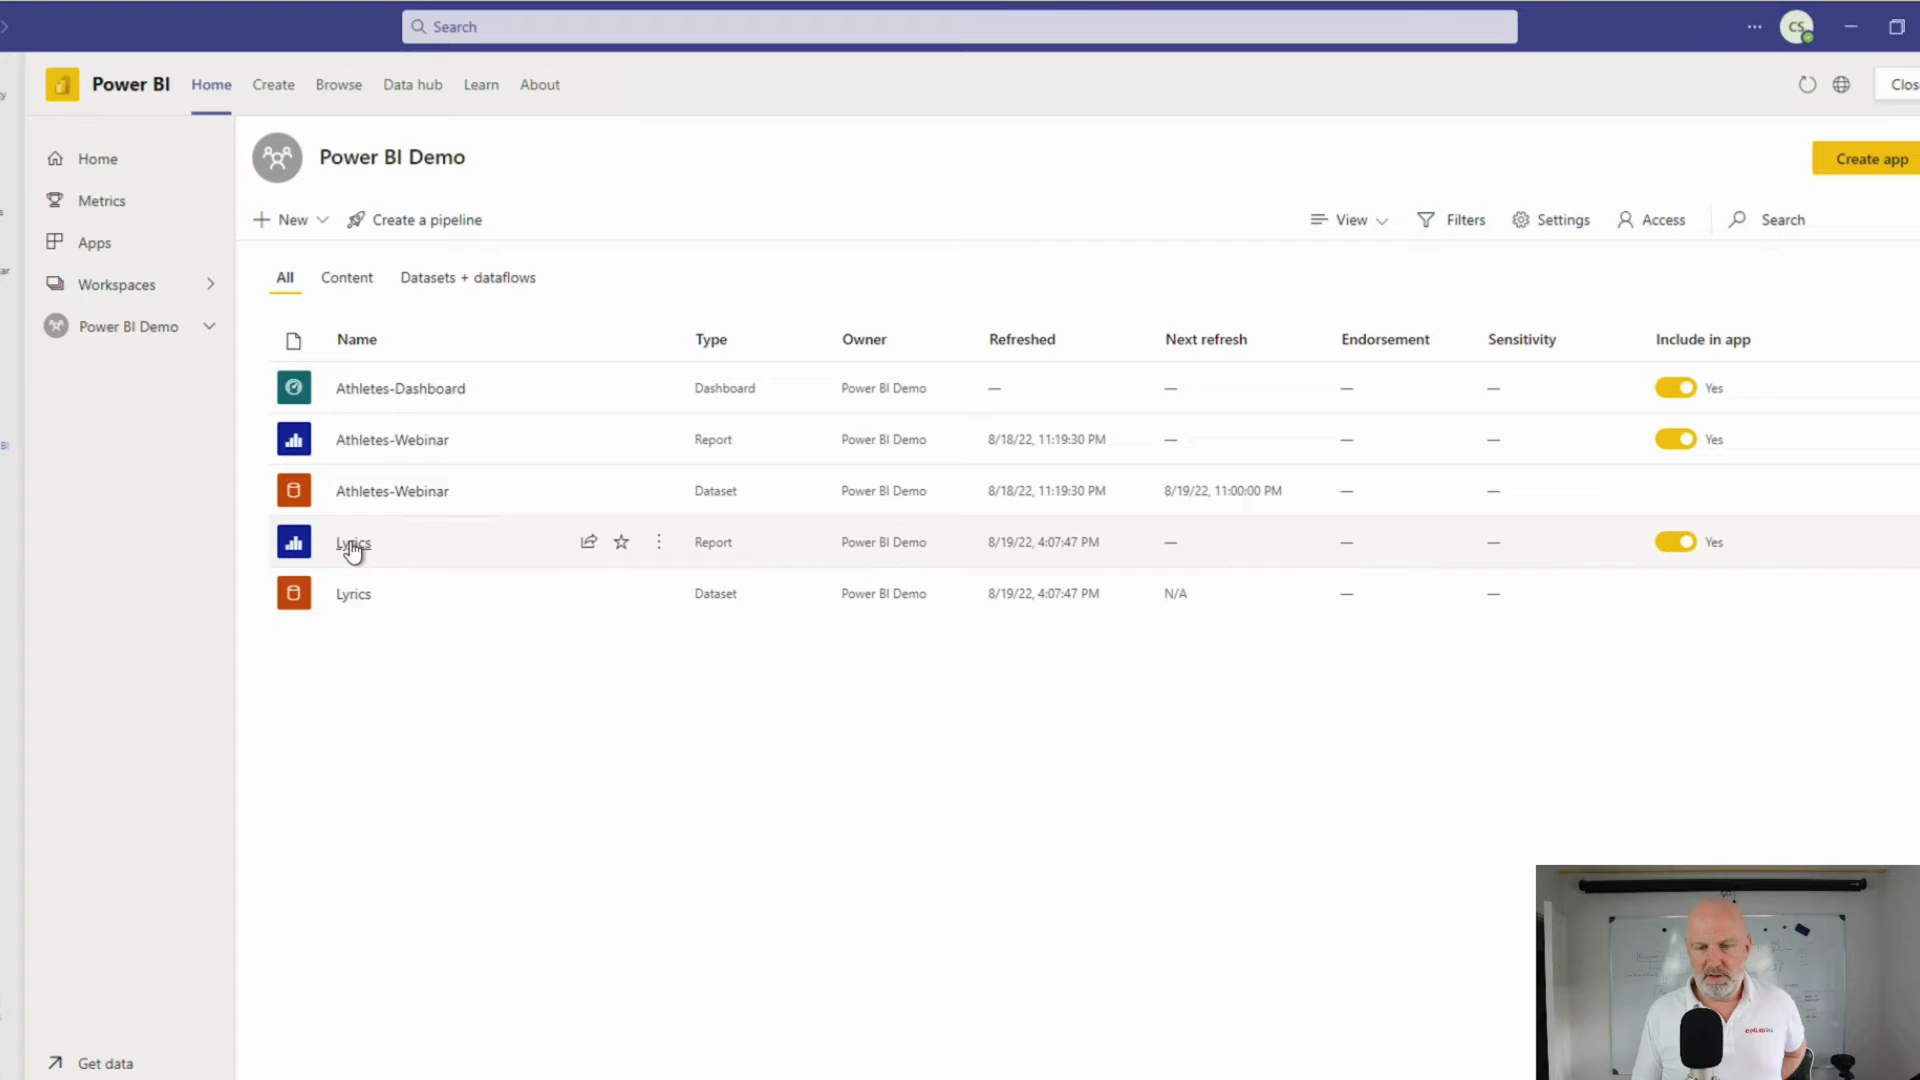 Search
CS
Power BI
Home
Create
Browse
Data hub
Learn
About
Clos
Home
Metrics
Apps
Workspaces
Power BI Demo
Get data
Power BI Demo
Create app
New
Create a pipeline
View
Filters
Settings
Access
Search
All
Content
Datasets + dataflows
Name Type Owner Refreshed Next refresh Endorsement Sensitivity Include in app
Athletes-Dashboard Dashboard Power BI Demo — — — — Yes
Athletes-Webinar Report Power BI Demo 8/18/22, 11:19:30 PM — — — Yes
Athletes-Webinar Dataset Power BI Demo 8/18/22, 11:19:30 PM 8/19/22, 11:00:00 PM — —
Lyrics Report Power BI Demo 8/19/22, 4:07:47 PM — — — Yes
Lyrics Dataset Power BI Demo 8/19/22, 4:07:47 PM N/A — —